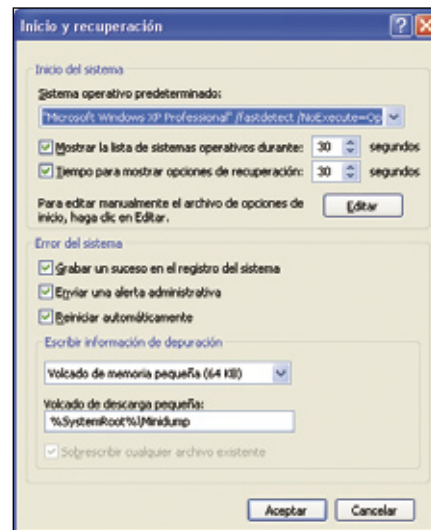 Inicio y recuperación
Inicio del sistema
Sistema operativo predeterminado:
"Microsoft Windows XP Professional" /fastdetect /NoExecute=Op
Mostrar la lista de sistemas operativos durante: 30 segundos
Tiempo para mostrar opciones de recuperación: 30 segundos
Para editar manualmente el archivo de opciones de
inicio, haga clic en Editar.
Editar
Error del sistema
Grabar un suceso en el registro del sistema
Enviar una alerta administrativa
Reiniciar automáticamente
Escribir información de depuración
Volcado de memoria pequeña (64 KB)
Volcado de descarga pequeña:
%SystemRoot%\Minidump
Sobrescribir cualquier archivo existente
Aceptar
Cancelar